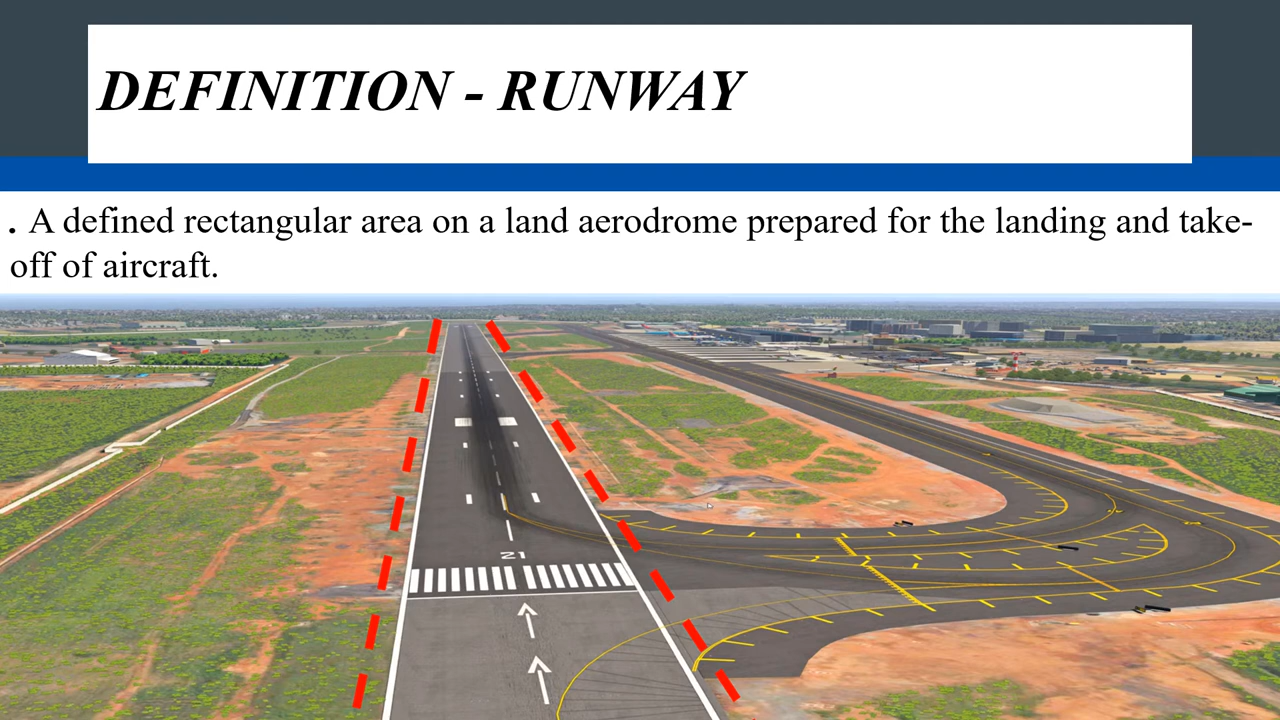 DEFINITION - RUNWAY
. A defined rectangular area on a land aerodrome prepared for the landing and take-
off of aircraft.
21